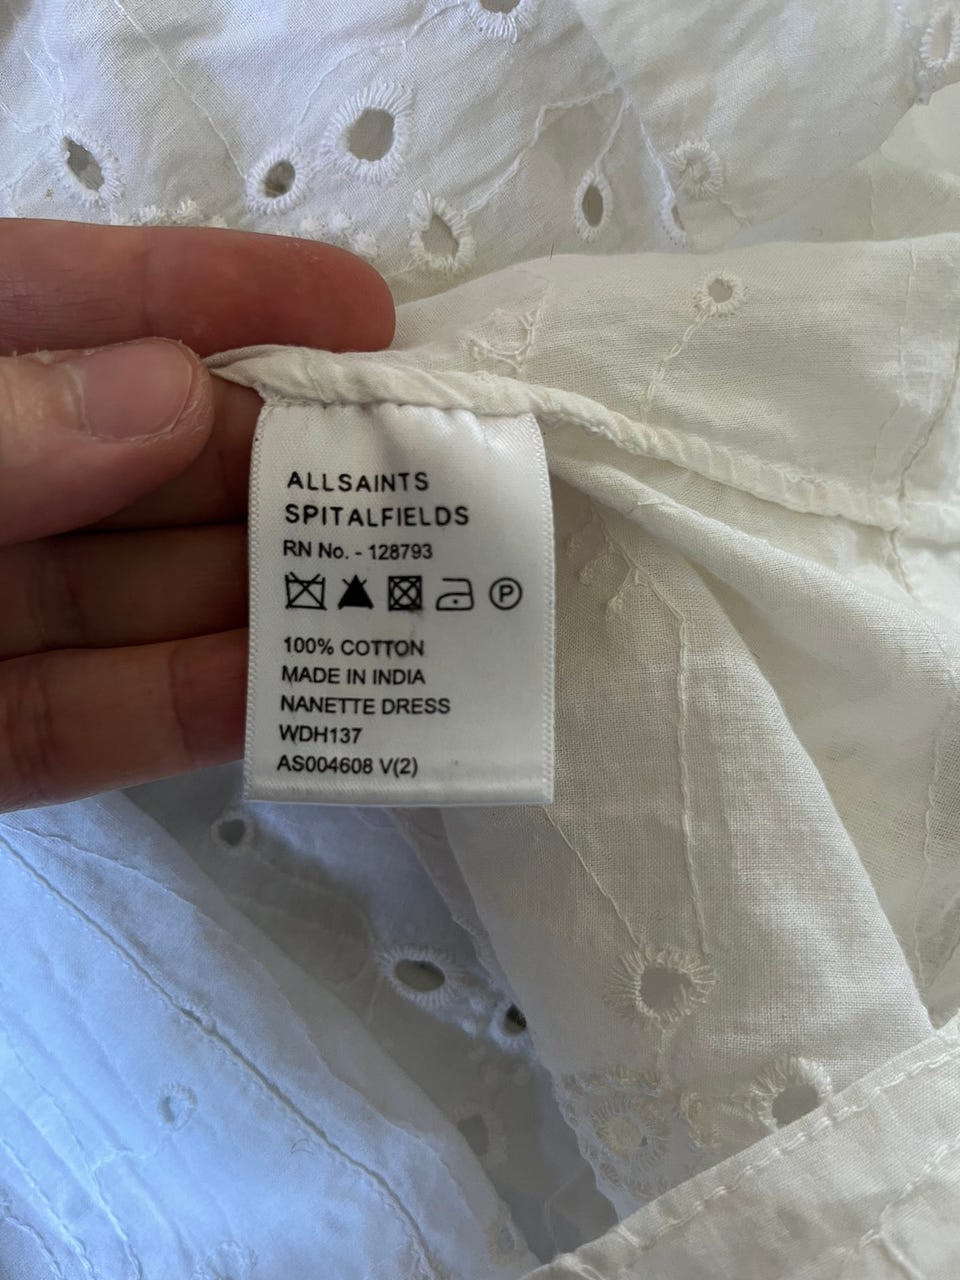 ALLSAINTS
SPITALFIELDS
RN No. - 128793
P
100% COTTON
MADE IN INDIA
NANETTE DRESS
WDH137
AS004608 V(2)